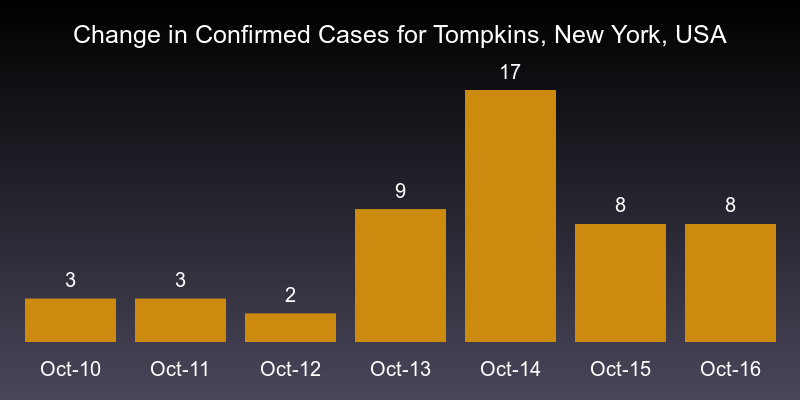 Change in Confirmed Cases for Tompkins, New York, USA
17
9
8 8
3 3
2
Oct-10 Oct-11 Oct-12 Oct-13 Oct-14 Oct-15 Oct-16